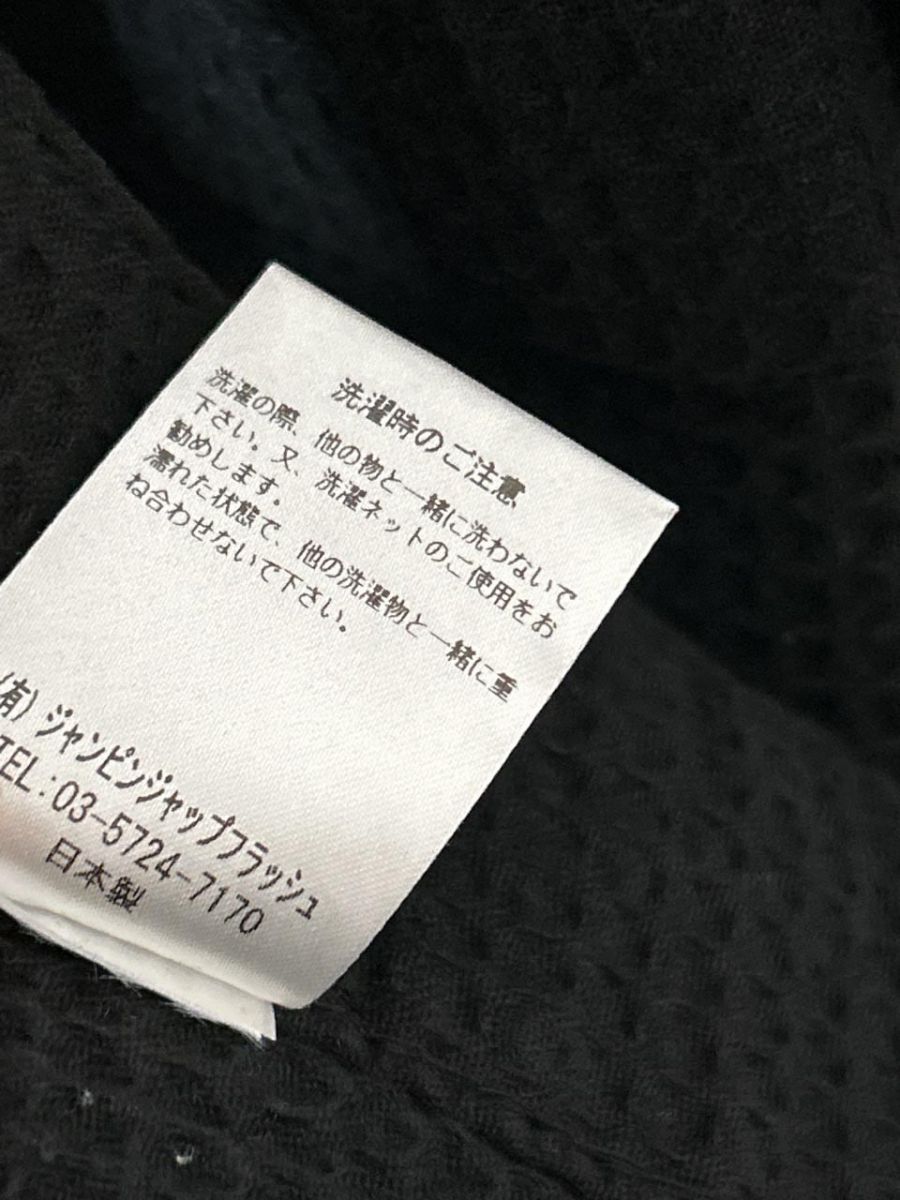 洗濯時のご注意
洗濯の際、他の物と一緒に洗わないで
下さい。又、洗濯ネットのご使用をお
勧めします。
濡れた状態で、他の洗濯物と一緒に重
ね合わせないで下さい。
(有)ジャンピンジャップフラッシュ
TEL:03-5724-7170
日本製